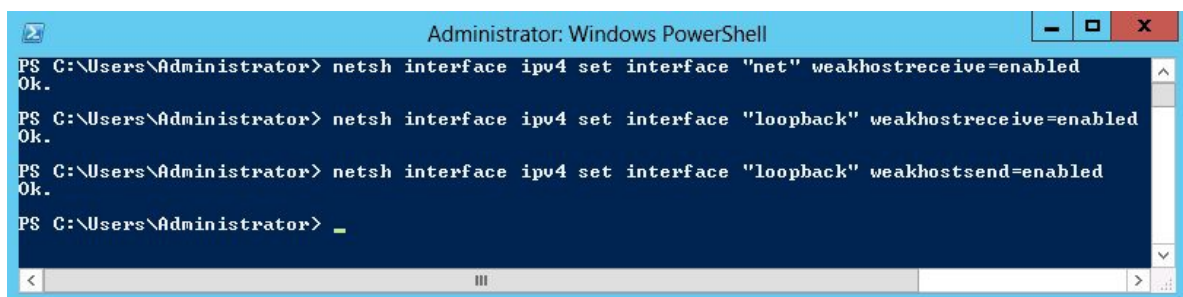 Administrator: Windows PowerShell
PS C:\Users\Administrator> netsh interface ipv4 set interface "net" weakhostreceive=enabled
Ok.
PS C:\Users\Administrator> netsh interface ipv4 set interface "loopback" weakhostreceive=enabled
Ok.
PS C:\Users\Administrator> netsh interface ipv4 set interface "loopback" weakhostsend=enabled
Ok.
PS C:\Users\Administrator> _